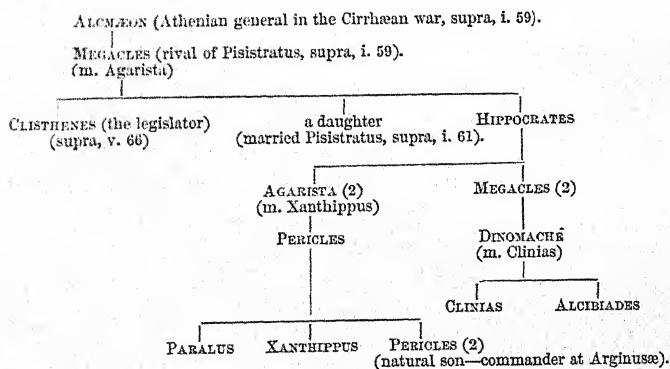 ALCMÆON (Athenian general in the Cirrhæan war, supra, i. 59).
MEGACLES (rival of Pisistratus, supra, i. 59).
(m. Agarista)
CLISTHENES (the legislator)
(supra, v. 66)
a daughter
(married Pisistratus, supra, i. 61).
HIPPOCRATES
AGARISTA (2)
(m. Xanthippus)
MEGACLES (2)
PERICLES
DINOMACHÊ
(m. Clinias)
CLINIAS
ALCIBIADES
PARALUS
XANTHIPPUS
PERICLES (2)
(natural son—commander at Arginusæ).